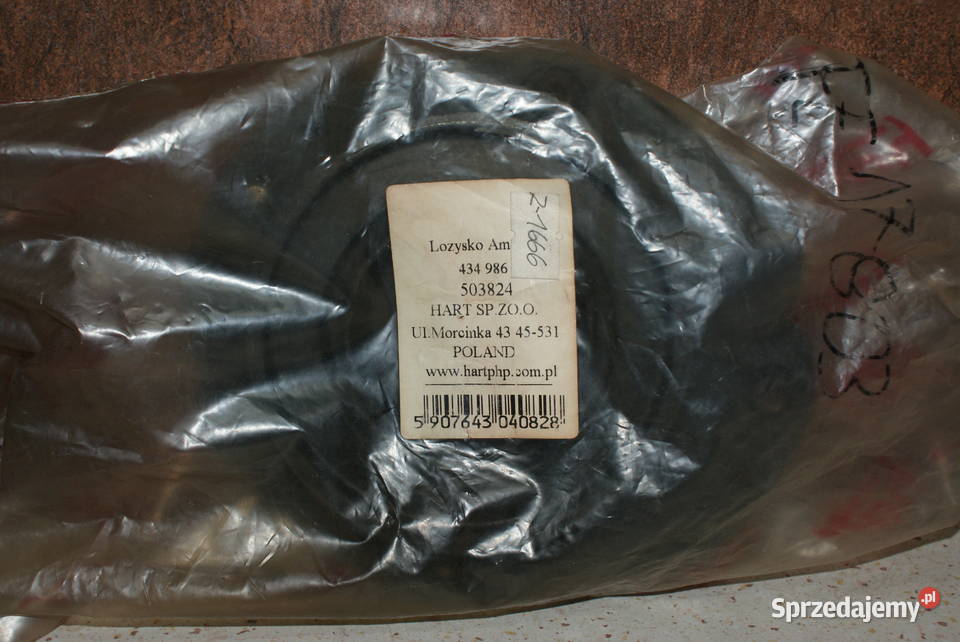 Lozysko Am
434 986
503824
HART SP.ZO.O.
Ul.Morcinka 43 45-531
POLAND
www.hartphp.com.pl
5 907643 040828
2-1666
17803
Sprzedajemy.pl